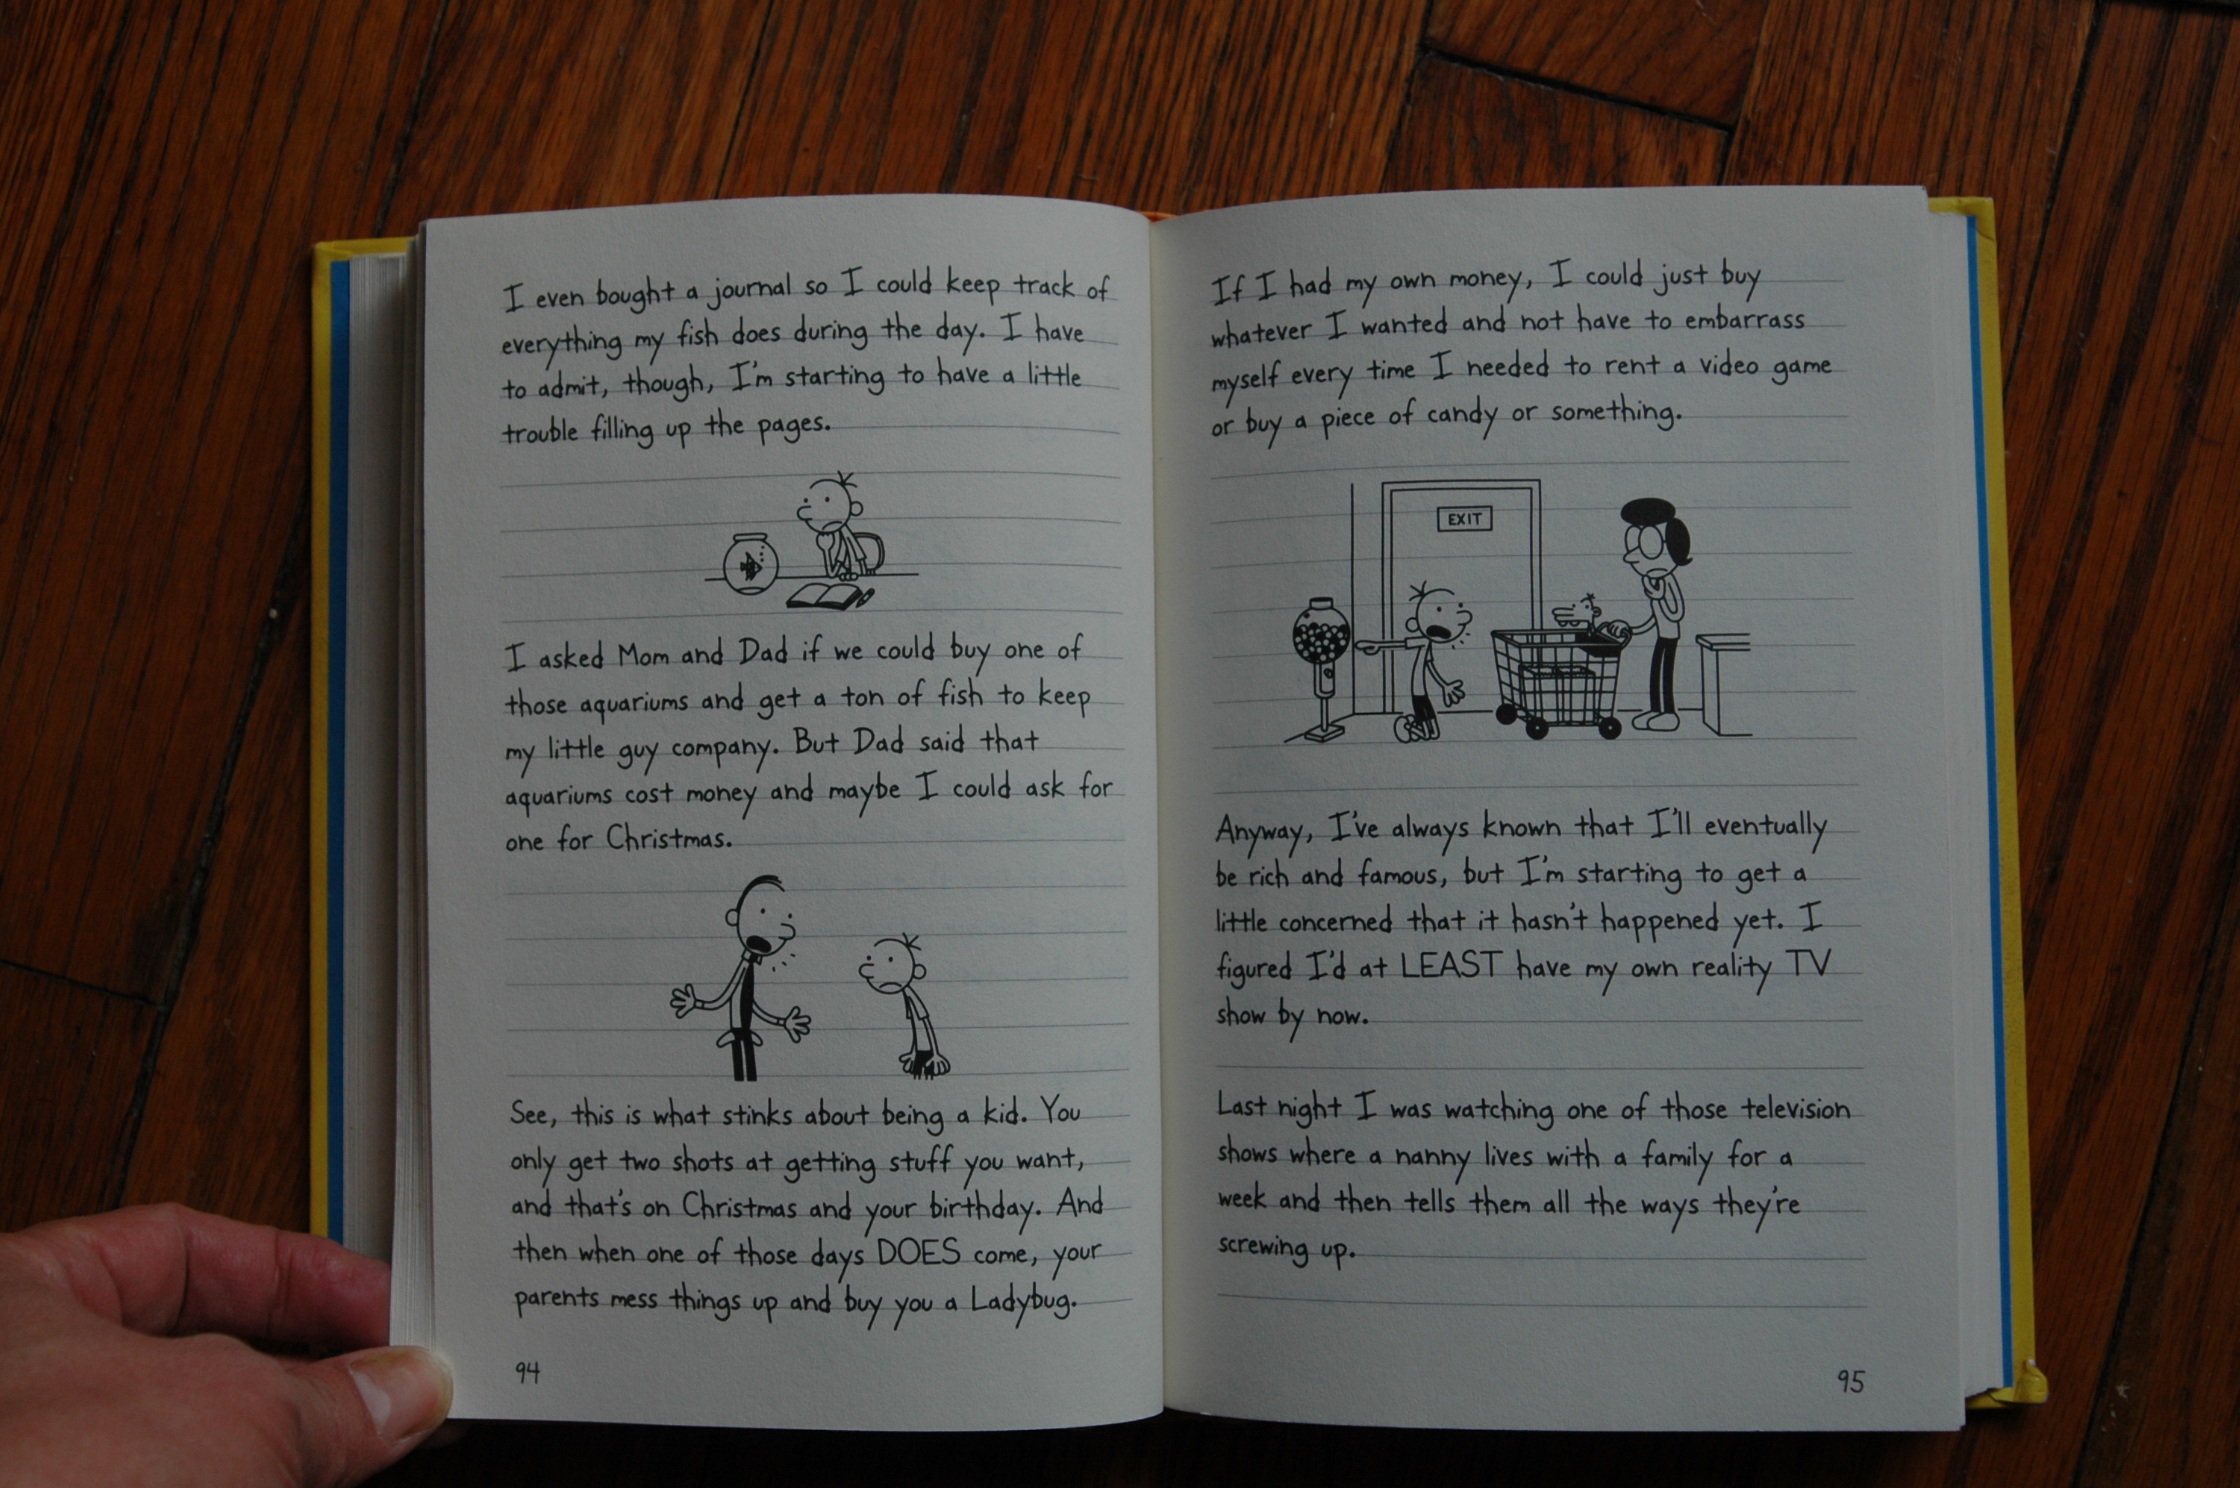 I even bought a journal so I could keep track of
everything my fish does during the day. I have
to admit, though, I'm starting to have a little
trouble filling up the pages.
I asked Mom and Dad if we could buy one of
those aquariums and get a ton of fish to keep
my little guy company. But Dad said that
aquariums cost money and maybe I could ask for
one for Christmas.
See, this is what stinks about being a kid. You
only get two shots at getting stuff you want,
and that's on Christmas and your birthday. And
then when one of those days DOES come, your
parents mess things up and buy you a Ladybug.
94
If I had my own money, I could just buy
whatever I wanted and not have to embarrass
myself every time I needed to rent a video game
or buy a piece of candy or something.
EXIT
Anyway, I've always known that I'll eventually
be rich and famous, but I'm starting to get a
little concerned that it hasn't happened yet. I
figured I'd at LEAST have my own reality TV
show by now.
Last night I was watching one of those television
shows where a nanny lives with a family for a
week and then tells them all the ways they're
screwing up.
95